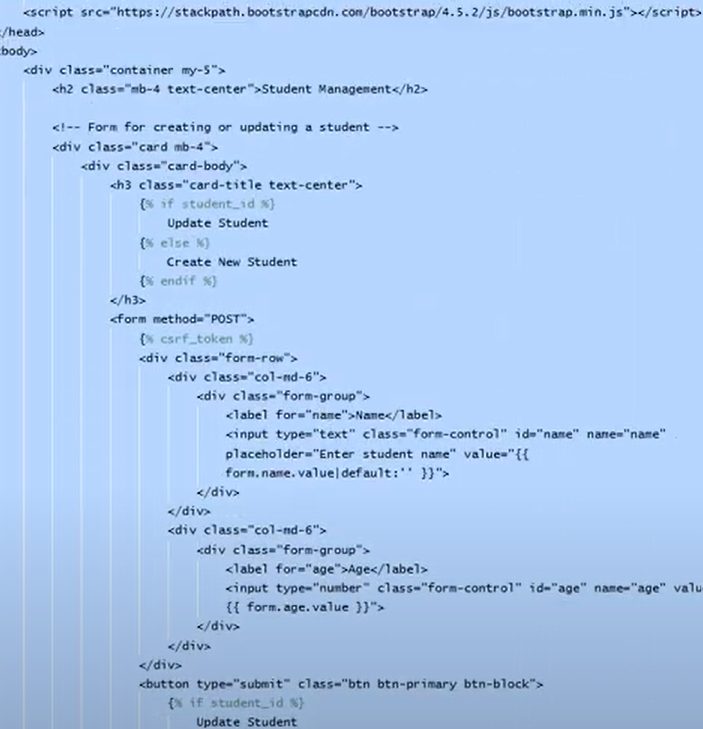 <script src="https://stackpath.bootstrapcdn.com/bootstrap/4.5.2/js/bootstrap.min.js"></script>
/head>
body>
<div class="container my-5">
<h2 class="mb-4 text-center">Student Management</h2>
<!-- Form for creating or updating a student -->
<div class="card mb-4">
<div class="card-body">
<h3 class="card-title text-center">
{% if student_id %}
Update Student
{% else %}
Create New Student
{% endif %}
</h3>
<form method="POST">
{% csrf_token %}
<div class="form-row">
<div class="col-md-6">
<div class="form-group">
<label for="name">Name</label>
<input type="text" class="form-control" id="name" name="name"
placeholder="Enter student name" value="{{
form.name.value|default:'' }}">
</div>
</div>
<div class="col-md-6">
<div class="form-group">
<label for="age">Age</label>
<input type="number" class="form-control" id="age" name="age" valu
{{ form.age.value }}">
</div>
</div>
</div>
<button type="submit" class="btn btn-primary btn-block">
{% if student_id %}
Update Student